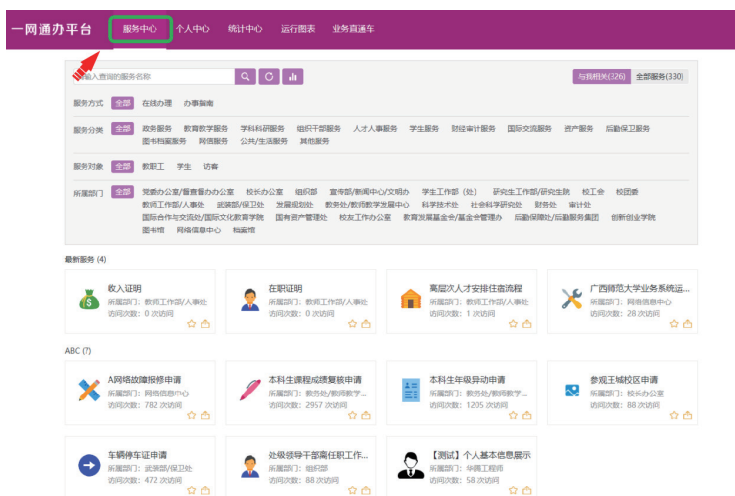 一网通办平台 服务中心 个人中心 统计中心 运行图表 业务直通车
输入查询的服务名称 与我相关(326) 全部服务(330)
服务方式 全部 在线办理 办事指南
服务分类 全部 政务服务 教育教学服务 学科科研服务 组织干部服务 人才人事服务 学生服务 财经审计服务 国际交流服务 资产服务 后勤保卫服务
图书档案服务 网信服务 公共/生活服务 其他服务
服务对象 全部 教职工 学生 访客
所属部门 全部 党委办公室/督查督办办公室 校长办公室 组织部 宣传部/新闻中心/文明办 学生工作部（处） 研究生工作部/研究生院 校工会 校团委
教师工作部/人事处 武装部/保卫处 发展规划处 教务处/教师教学发展中心 科学技术处 社会科学研究处 财务处 审计处
国际合作与交流处/国际文化教育学院 国有资产管理处 校友工作办公室 教育发展基金会/基金会管理办 后勤保障处/后勤服务集团 创新创业学院
图书馆 网络信息中心 档案馆
最新服务 (4)
收入证明 在职证明 高层次人才安排住宿流程 广西师范大学业务系统运...
所属部门：教师工作部/人事处 所属部门：教师工作部/人事处 所属部门：教师工作部/人事处 所属部门：网络信息中心
访问次数：0 次访问 访问次数：0 次访问 访问次数：1 次访问 访问次数：28 次访问
ABC (7)
A网络故障报修申请 本科生课程成绩复核申请 本科生年级异动申请 参观王城校区申请
所属部门：网络信息中心 所属部门：教务处/教师教学... 所属部门：教务处/教师教学... 所属部门：校长办公室
访问次数：782 次访问 访问次数：2957 次访问 访问次数：1205 次访问 访问次数：88 次访问
车辆停车证申请 处级领导干部离任职工作... 【测试】个人基本信息展示
所属部门：武装部/保卫处 所属部门：组织部 所属部门：华腾工程师
访问次数：472 次访问 访问次数：88 次访问 访问次数：58 次访问